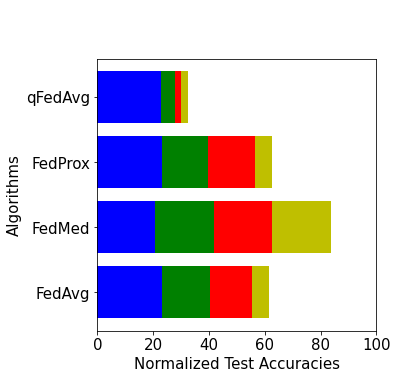 qFedAvg
FedProx
FedMed
FedAvg
Algorithms
0 20 40 60 80 100
Normalized Test Accuracies